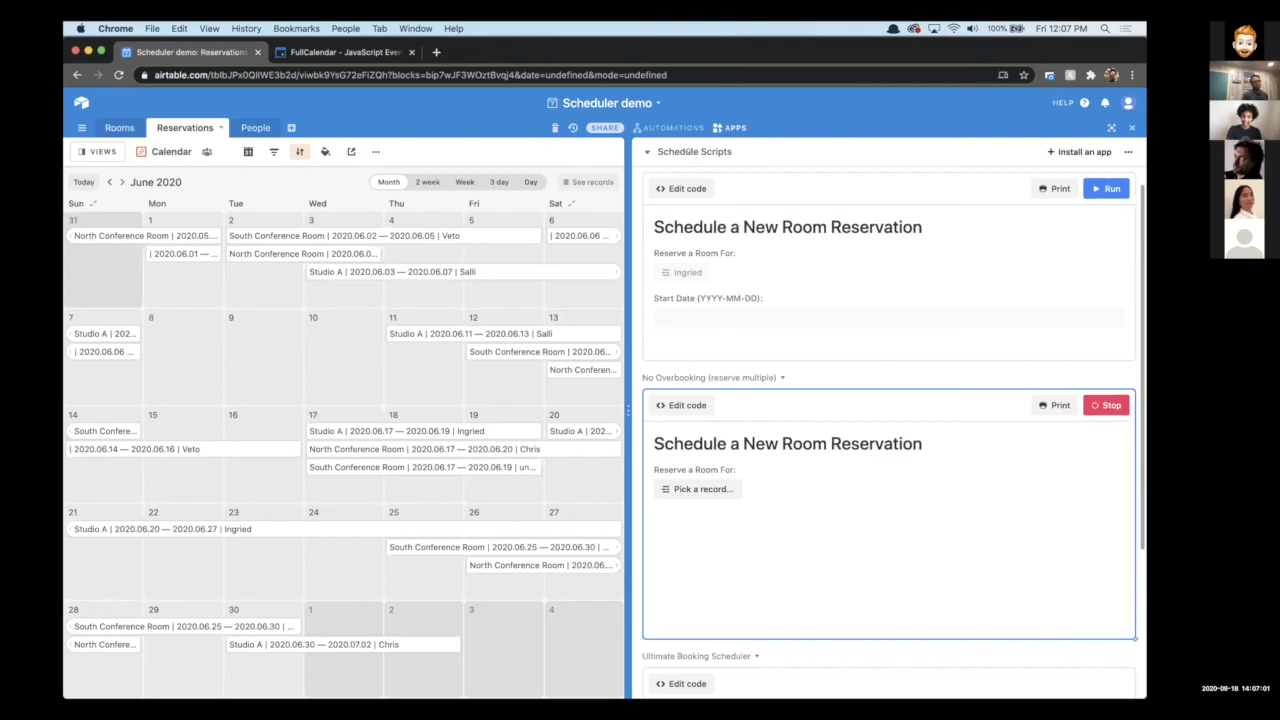 Chrome File Edit View History Bookmarks People Tab Window Help 100% Fri 12:07 PM
Scheduler demo: Reservations FullCalendar - JavaScript Even
airtable.com/tblbJPx0QIIWE3b2d/viwbk9YsG72eFiZQh?blocks=bip7wJF3WOztBvqj4&date=undefined&mode=undefined
Scheduler demo HELP
Rooms Reservations People SHARE AUTOMATIONS APPS
VIEWS Calendar
Schedule Scripts Install an app
Today June 2020 Month 2 week Week 3 day Day See records
Sun Mon Tue Wed Thu Fri Sat
31 1 2 3 4 5 6
North Conference Room | 2020.05.... South Conference Room | 2020.06.02 — 2020.06.05 | Veto | 2020.06.06 ...
| 2020.06.01 — ... North Conference Room | 2020.06.0...
Studio A | 2020.06.03 — 2020.06.07 | Salli
7 8 9 10 11 12 13
Studio A | 202... Studio A | 2020.06.11 — 2020.06.13 | Salli
| 2020.06.06 ... South Conference Room | 2020.06...
North Conferen...
14 15 16 17 18 19 20
South Confere... Studio A | 2020.06.17 — 2020.06.19 | Ingried Studio A | 202...
| 2020.06.14 — 2020.06.16 | Veto North Conference Room | 2020.06.17 — 2020.06.20 | Chris
South Conference Room | 2020.06.17 — 2020.06.19 | un...
21 22 23 24 25 26 27
Studio A | 2020.06.20 — 2020.06.27 | Ingried
South Conference Room | 2020.06.25 — 2020.06.30 | ...
North Conference Room | 2020.06....
28 29 30 1 2 3 4
South Conference Room | 2020.06.25 — 2020.06.30 | ...
North Confere... Studio A | 2020.06.30 — 2020.07.02 | Chris
Edit code Print Run
Schedule a New Room Reservation
Reserve a Room For:
Ingried
Start Date (YYYY-MM-DD):
No Overbooking (reserve multiple)
Edit code Print Stop
Schedule a New Room Reservation
Reserve a Room For:
Pick a record...
Ultimate Booking Scheduler
Edit code
2020-09-18 14:07:01